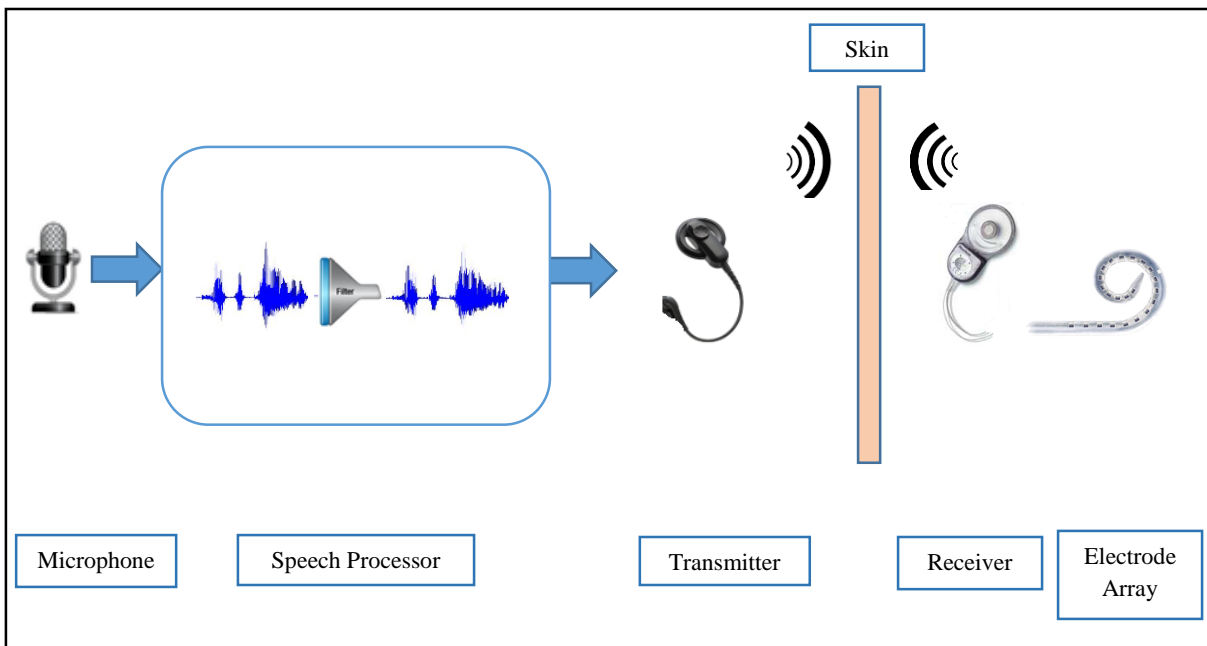 Skin
Filter
Microphone
Speech Processor
Transmitter
Receiver
Electrode
Array